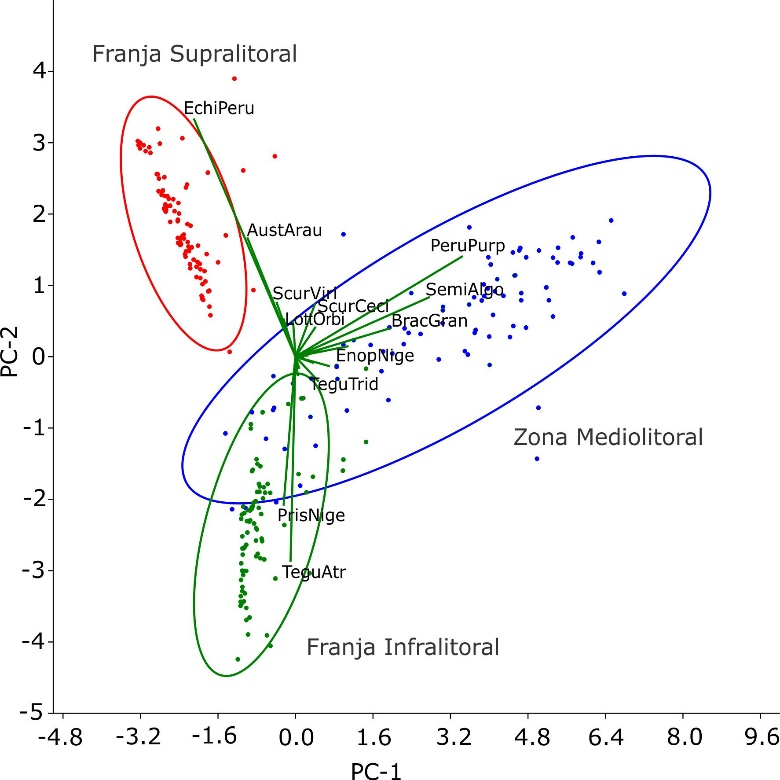 Franja Supralitoral
4
EchiPeru
3
2
AustArau
PeruPurp
1
ScurViri
SemiAlgo
ScurCeci
LottOrbi
BracGran
PC-2
0
EnopNige
TeguTrid
-1
Zona Mediolitoral
-2
PrisNige
-3
TeguAtr
Franja Infralitoral
-4
-5
-4.8 -3.2 -1.6 0.0 1.6 3.2 4.8 6.4 8.0 9.6
PC-1